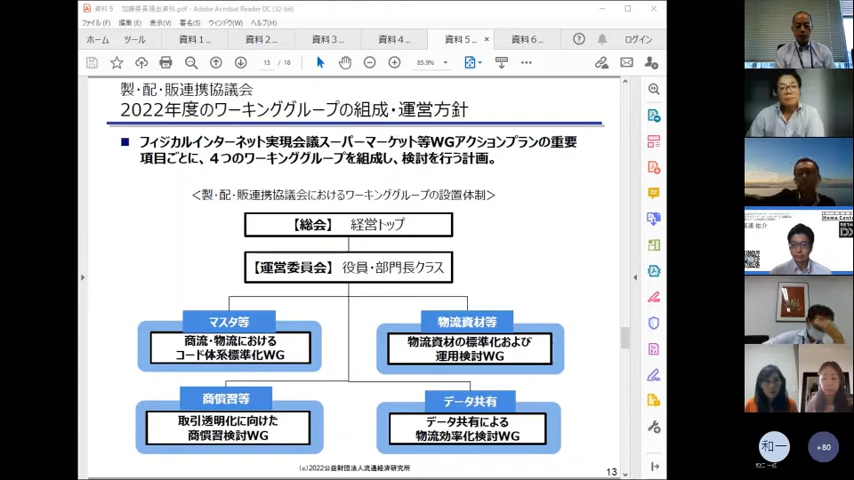 資料５　加藤委員提出資料.pdf - Adobe Acrobat Reader DC (32-bit)
ファイル(F)　編集(E)　表示(V)　署名(S)　ウィンドウ(W)　ヘルプ(H)
ホーム　ツール　資料１...　資料２...　資料３...　資料４...　資料５... ×　資料６...　ログイン
13 / 18　85.9%
製・配・販連携協議会
2022年度のワーキンググループの組成・運営方針
■ フィジカルインターネット実現会議スーパーマーケット等WGアクションプランの重要
項目ごとに、４つのワーキンググループを組成し、検討を行う計画。
＜製・配・販連携協議会におけるワーキンググループの設置体制＞
【総会】　経営トップ
【運営委員会】役員・部門長クラス
マスタ等
商流・物流における
コード体系標準化WG
物流資材等
物流資材の標準化および
運用検討WG
商慣習等
取引透明化に向けた
商慣習検討WG
データ共有
データ共有による
物流効率化検討WG
(c)2022公益財団法人流通経済研究所
13
Home Center
和一
+80